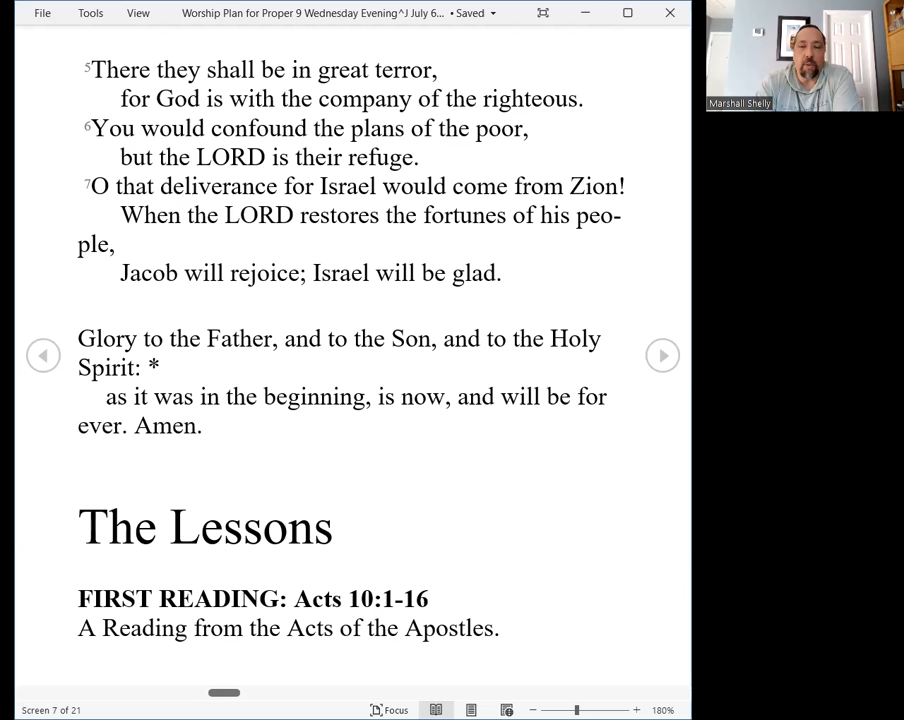 File Tools View Worship Plan for Proper 9 Wednesday Evening^J July 6... • Saved
5There they shall be in great terror,
for God is with the company of the righteous.
6You would confound the plans of the poor,
but the LORD is their refuge.
7O that deliverance for Israel would come from Zion!
When the LORD restores the fortunes of his peo-
ple,
Jacob will rejoice; Israel will be glad.
Glory to the Father, and to the Son, and to the Holy
Spirit: *
as it was in the beginning, is now, and will be for
ever. Amen.
The Lessons
FIRST READING: Acts 10:1-16
A Reading from the Acts of the Apostles.
Screen 7 of 21 Focus 180%
Marshall Shelly